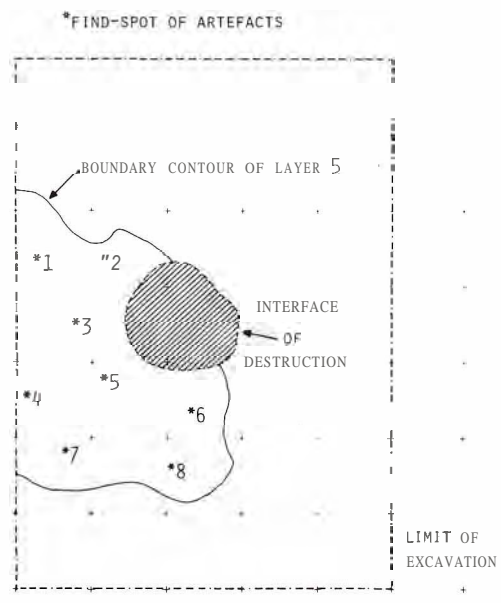 *FIND-SPOT OF ARTEFACTS
BOUNDARY CONTOUR OF LAYER 5
*1
"2
INTERFACE
*3
OF
DESTRUCTION
*5
*4
*6
*7
*8
LIMIT OF
EXCAVATION